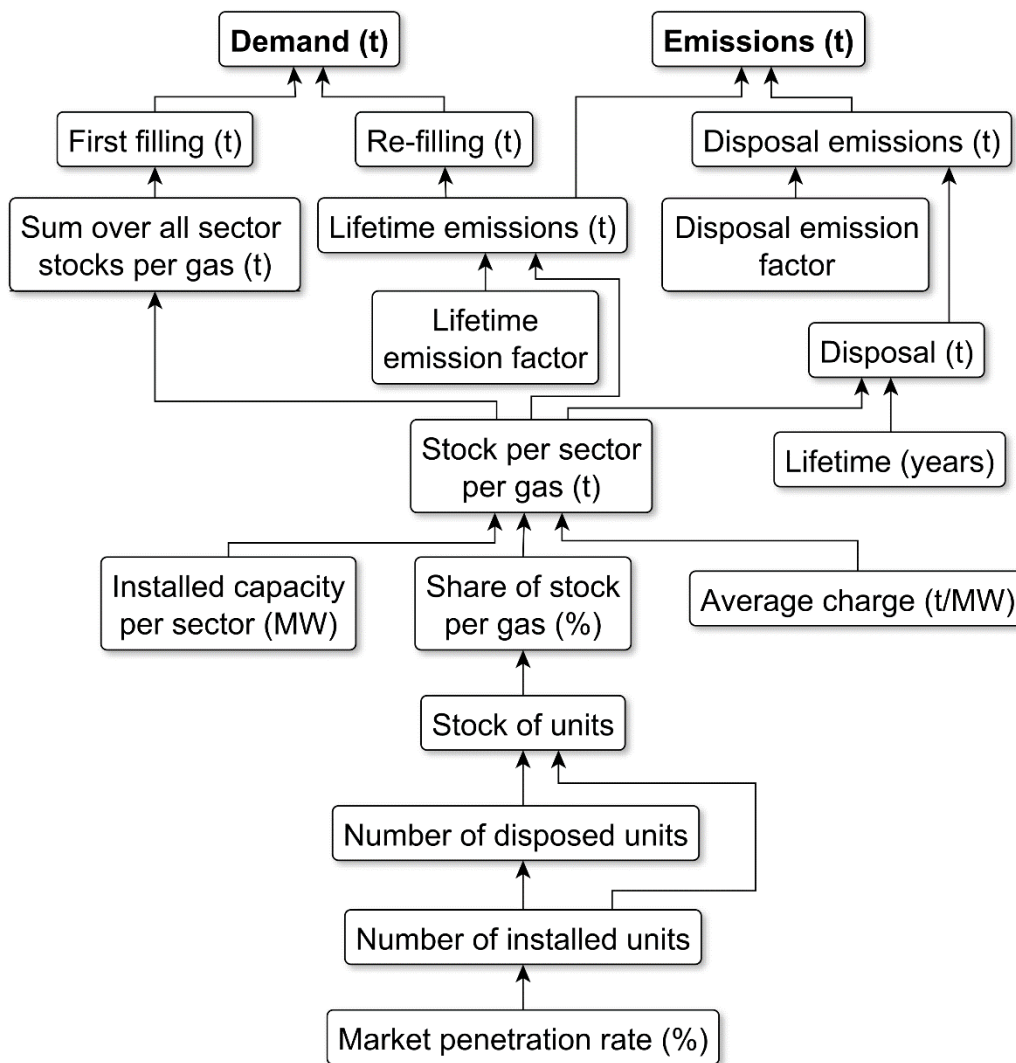 Demand (t)
Emissions (t)
First filling (t)
Re-filling (t)
Disposal emissions (t)
Sum over all sector
stocks per gas (t)
Lifetime emissions (t)
Disposal emission
factor
Lifetime
emission factor
Disposal (t)
Stock per sector
per gas (t)
Lifetime (years)
Installed capacity
per sector (MW)
Share of stock
per gas (%)
Average charge (t/MW)
Stock of units
Number of disposed units
Number of installed units
Market penetration rate (%)